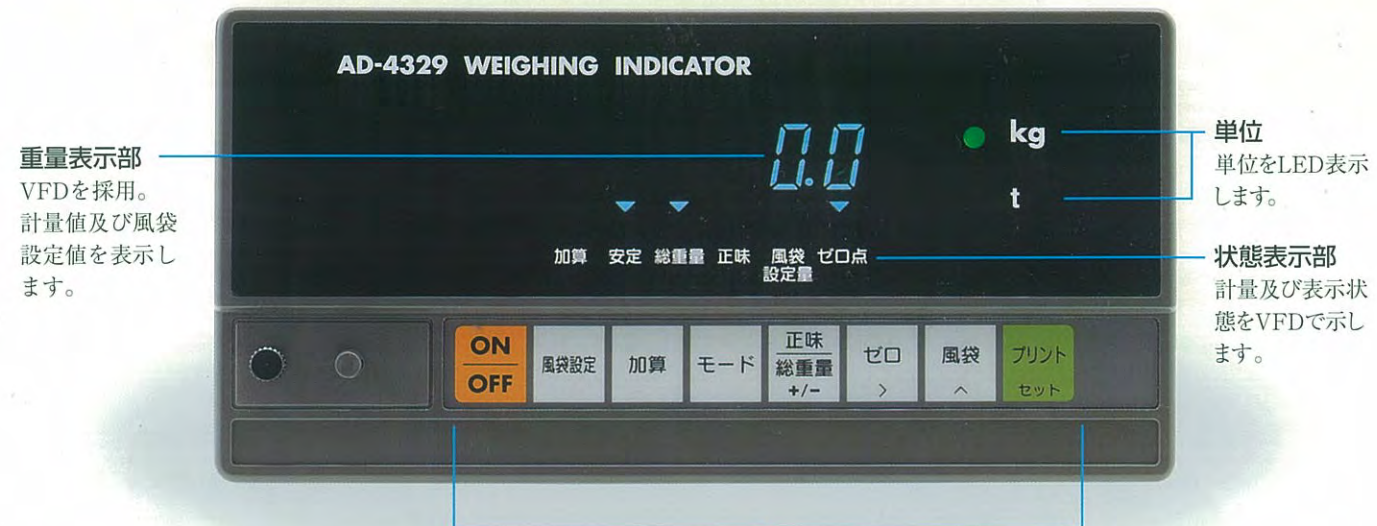 AD-4329 WEIGHING INDICATOR
0.0
kg
t
加算 安定 総重量 正味 風袋 ゼロ点
設定量
重量表示部
VFDを採用。
計量値及び風袋
設定値を表示し
ます。
単位
単位をLED表示
します。
状態表示部
計量及び表示状
態をVFDで示し
ます。
ON
OFF
風袋設定
加算
モード
正味
総重量
+/−
ゼロ
>
風袋
^
プリント
セット